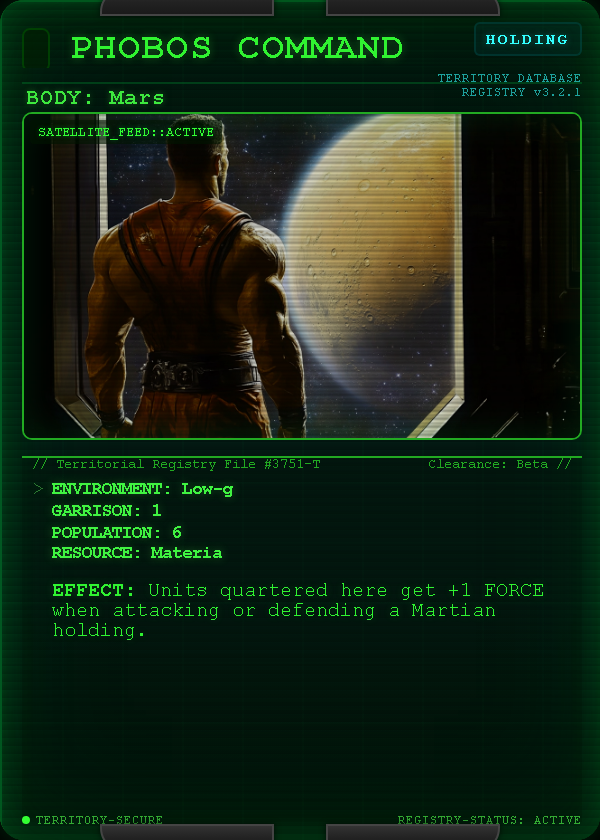 PHOBOS COMMAND
HOLDING
TERRITORY DATABASE
REGISTRY v3.2.1
BODY: Mars
SATELLITE_FEED::ACTIVE
// Territorial Registry File #3751-T
Clearance: Beta //
> ENVIRONMENT: Low-g
GARRISON: 1
POPULATION: 6
RESOURCE: Materia
EFFECT: Units quartered here get +1 FORCE
when attacking or defending a Martian
holding.
TERRITORY-SECURE
REGISTRY-STATUS: ACTIVE